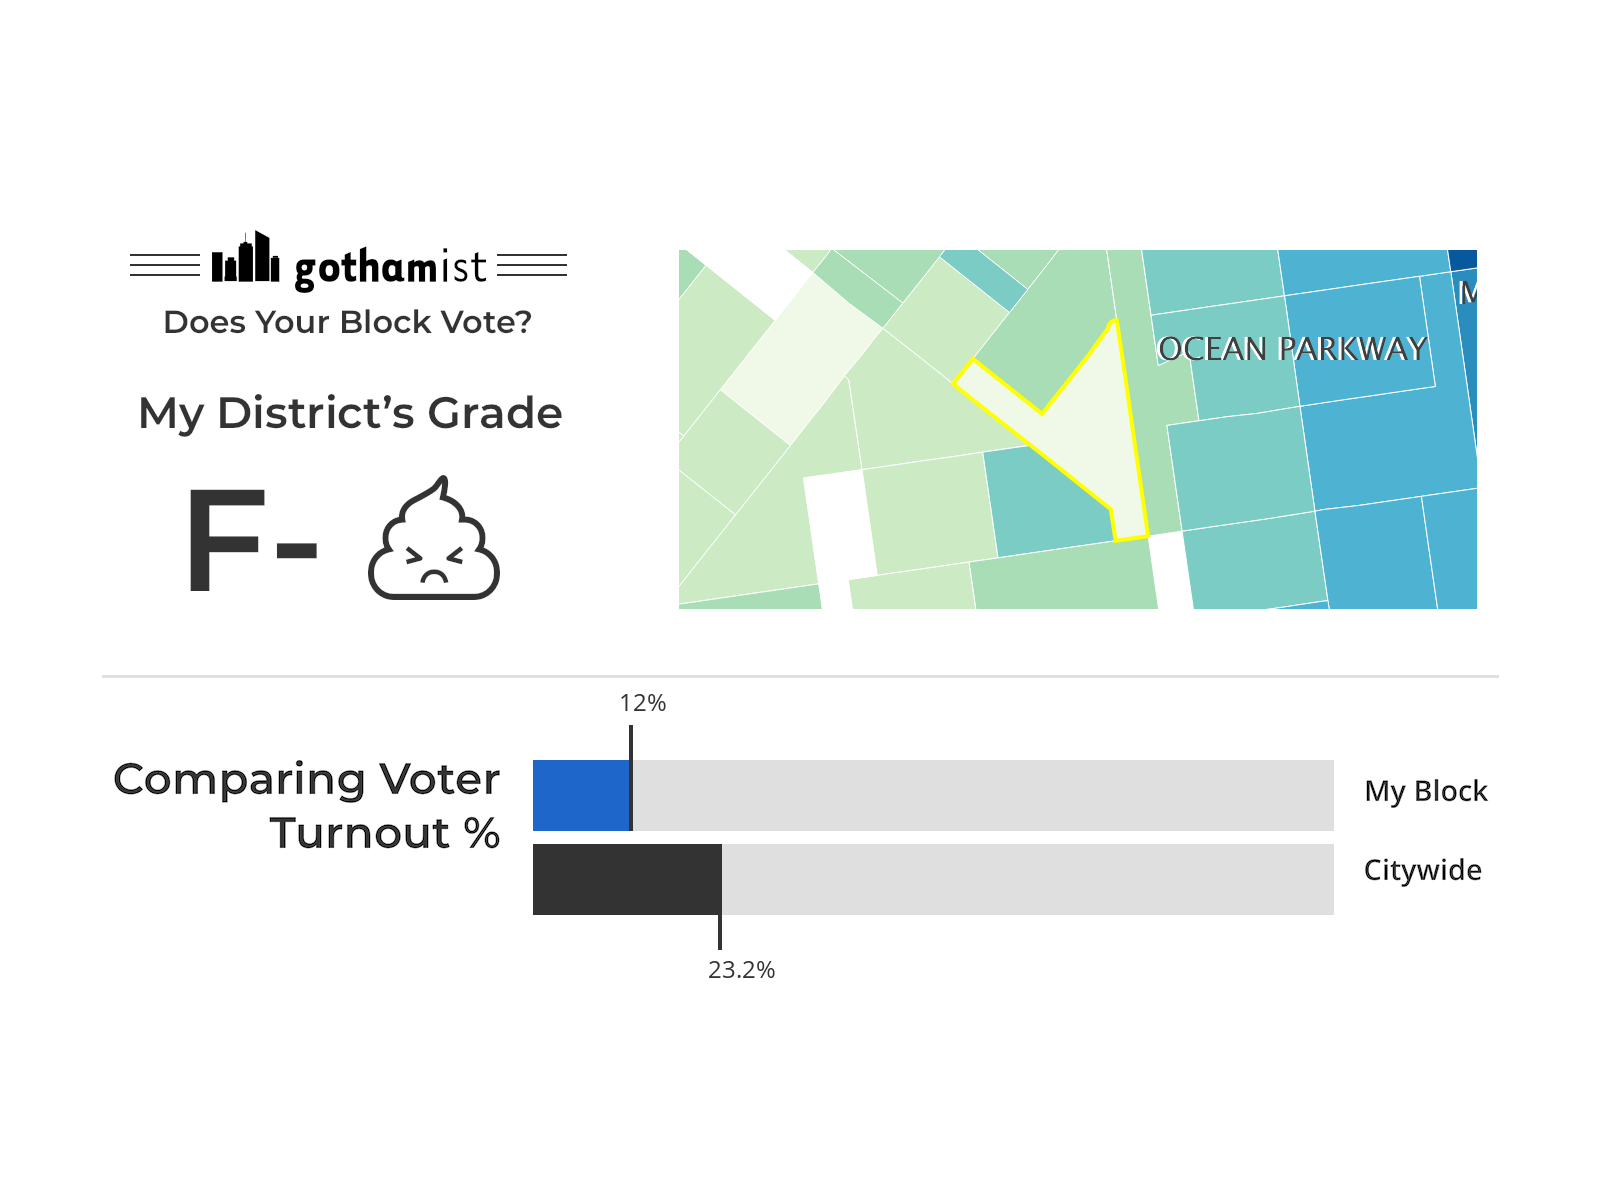 gothamist
Does Your Block Vote?
My District's Grade
F-
OCEAN PARKWAY
12%
Comparing Voter
Turnout %
My Block
Citywide
23.2%